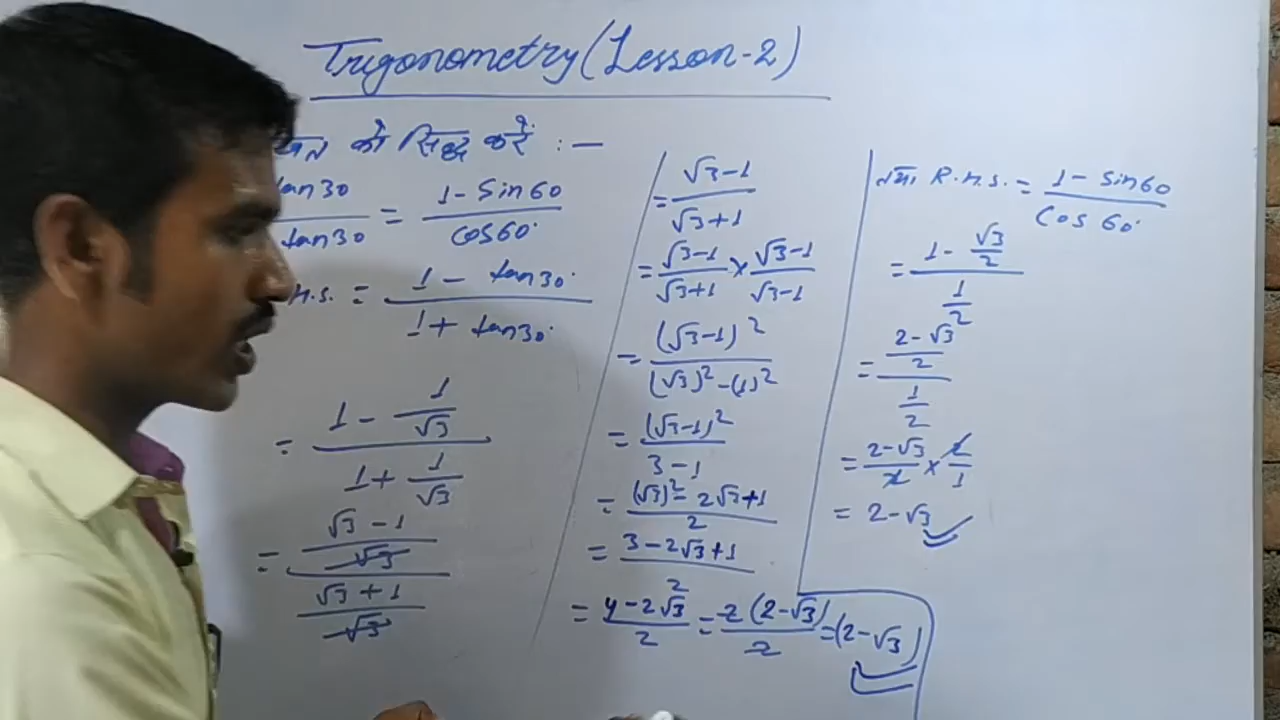 Trigonometry (Lesson-2)
को सिद्ध करें :-
tan30 / tan30 = 1 - Sin60 / cos60°
H.S. = 1 - tan30° / 1 + tan30°
= 1 - 1/√3 / 1 + 1/√3
= √3 - 1 / √3 / √3 + 1 / √3
= √3-1 / √3+1
= √3-1 / √3+1 × √3-1 / √3-1
= (√3-1)² / (√3)² - (1)²
= (√3-1)² / 3-1
= (√3)² - 2√3+1 / 2
= 3-2√3+1 / 2
= 4-2√3 / 2 = 2(2-√3) / 2 = (2-√3)
तथा R.H.S. = 1 - Sin60 / Cos 60°
= 1 - √3/2 / 1/2
= 2-√3 / 2 / 1/2
= 2-√3 / 2 × 2/1
= 2-√3